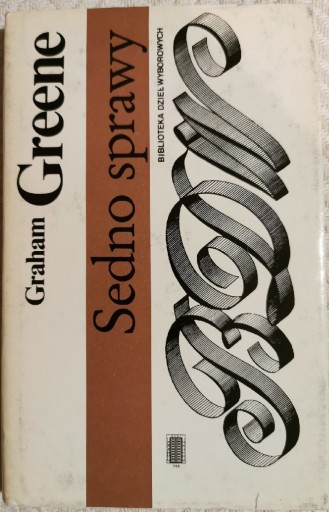 Graham
Greene
Sedno sprawy
BIBLIOTEKA DZIEŁ WYBOROWYCH